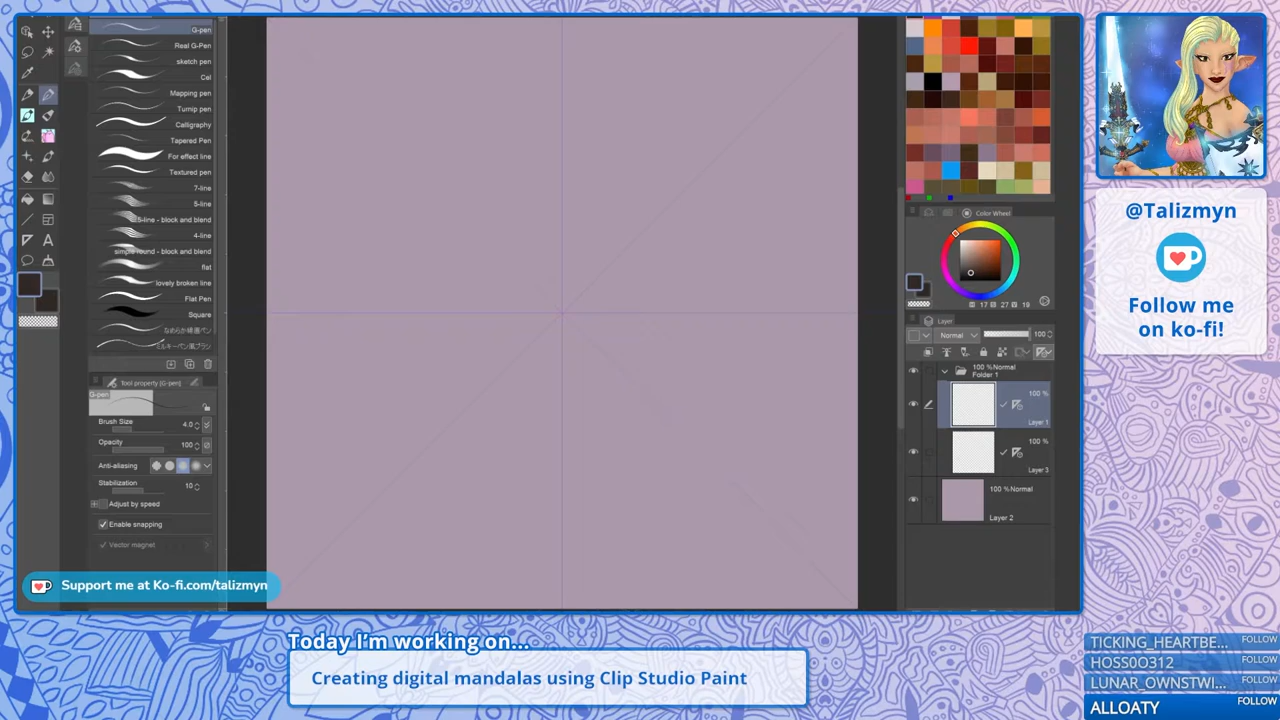 G-pen
Real G-Pen
sketch pen
Cel
Mapping pen
Turnip pen
Calligraphy
Tapered Pen
For effect line
Textured pen
7-line
5-line
5-line - block and blend
4-line
simple round - block and blend
flat
lovely broken line
Flat Pen
Square
Tool property [G-pen]
G-pen
Brush Size 4.0
Opacity 100
Anti-aliasing
Stabilization 10
Adjust by speed
Enable snapping
Vector magnet
Support me at Ko-fi.com/talizmyn
Color Wheel
17 27 19
Layer
Normal 100
100 %Normal
Folder 1
100 %
Layer 1
100 %
Layer 3
100 %Normal
Layer 2
@Talizmyn
Follow me
on ko-fi!
Today I'm working on...
Creating digital mandalas using Clip Studio Paint
TICKING_HEARTBE... FOLLOW
HOSS0O312 FOLLOW
LUNAR_OWNSTWI... FOLLOW
ALLOATY FOLLOW